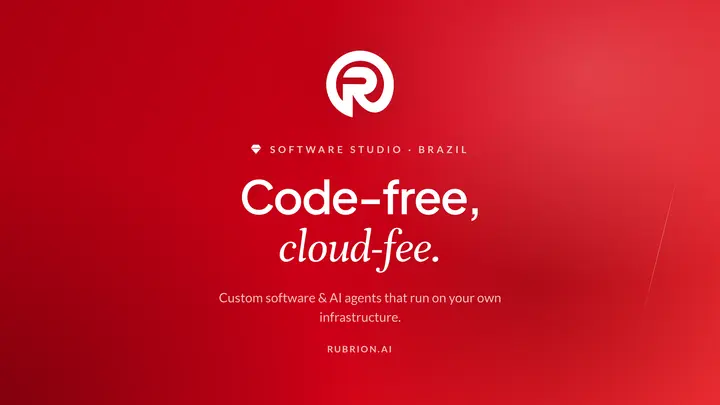 SOFTWARE STUDIO · BRAZIL
Code-free,
cloud-fee.
Custom software & AI agents that run on your own
infrastructure.
RUBRION.AI